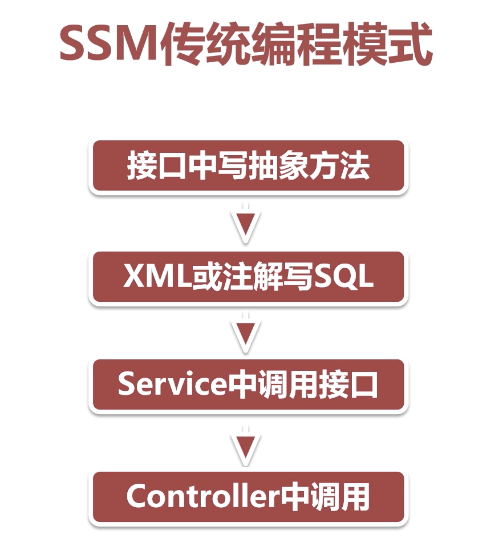 SSM传统编程模式
接口中写抽象方法
XML或注解写SQL
Service中调用接口
Controller中调用